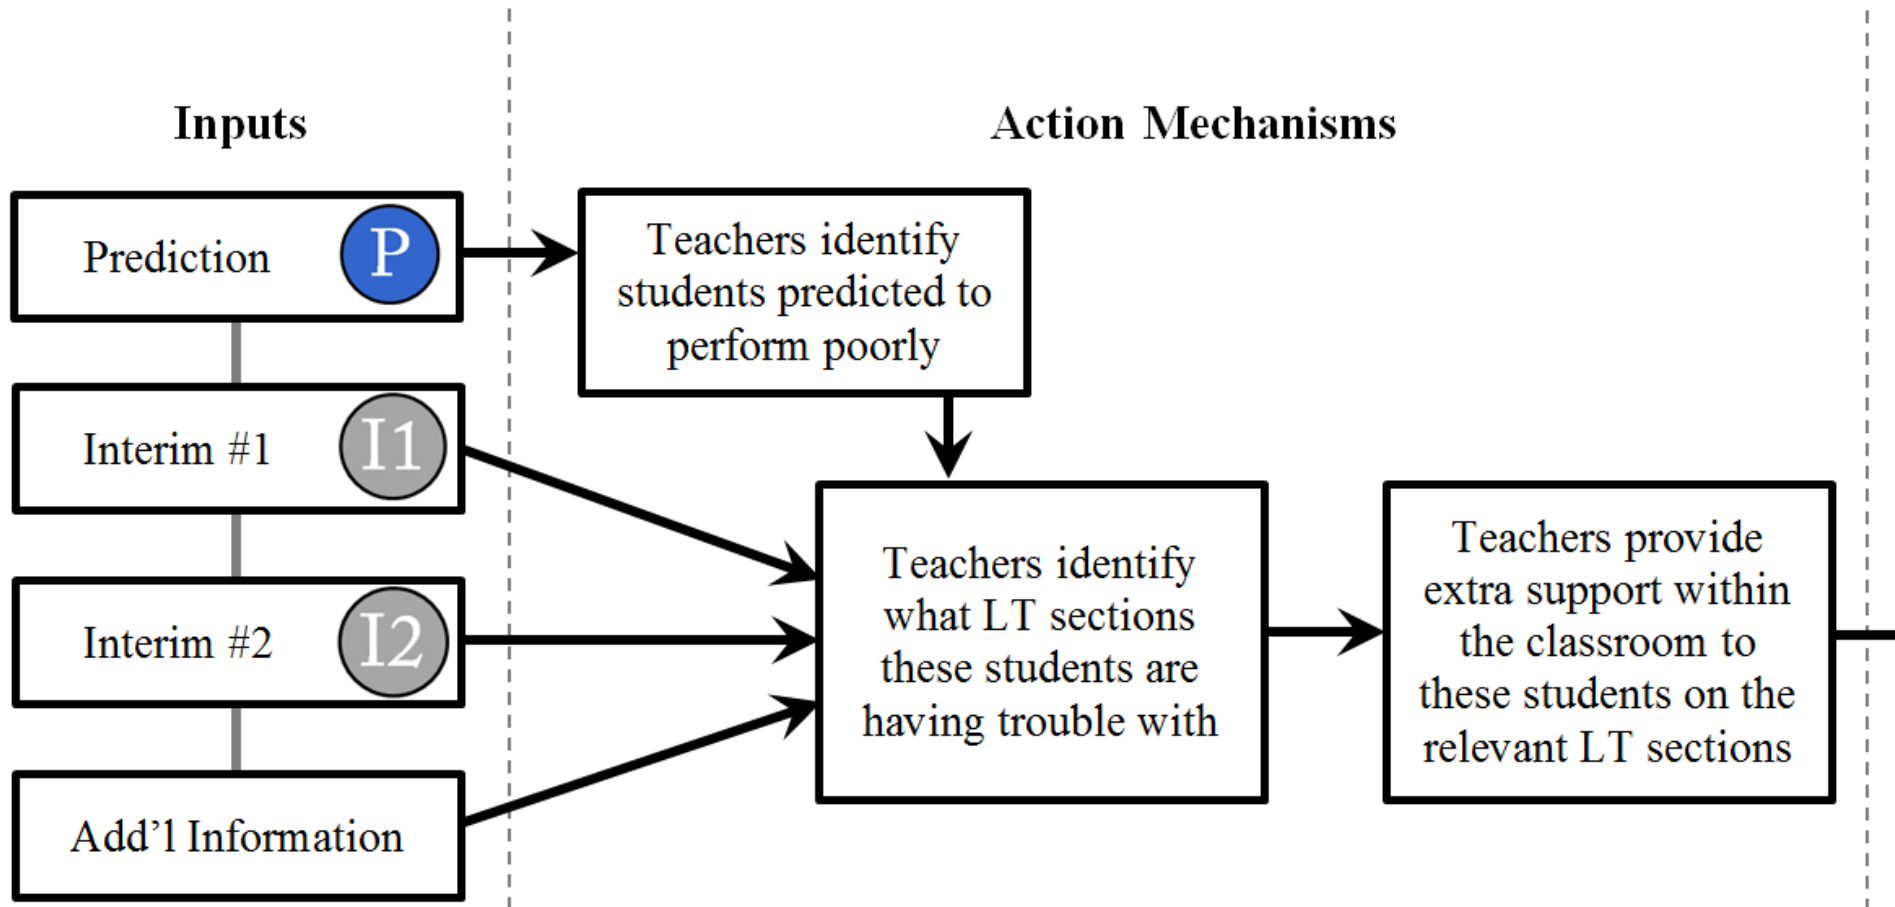 Inputs
Action Mechanisms
Prediction
P
Teachers identify
students predicted to
perform poorly
Interim #1
I1
Interim #2
I2
Add’l Information
Teachers identify
what LT sections
these students are
having trouble with
Teachers provide
extra support within
the classroom to
these students on the
relevant LT sections